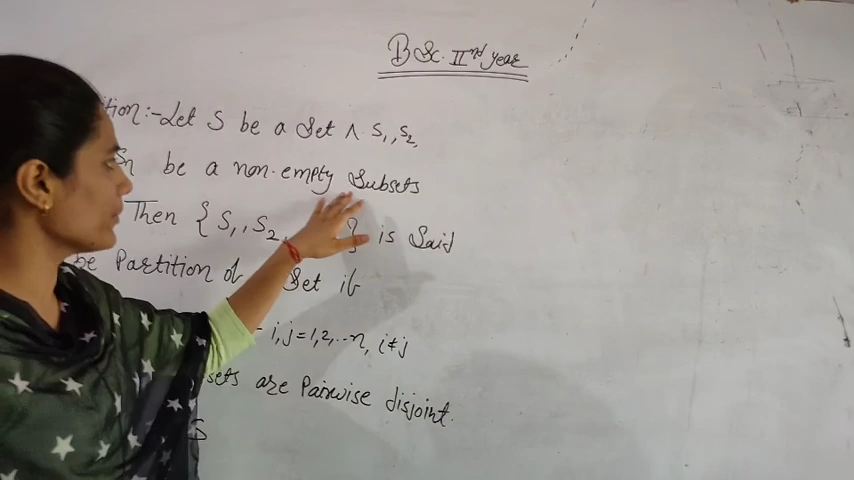 BSc. IInd year
ition:- Let S be a Set ∧ S1, S2,
Sn be a non-empty Subsets
Then { S1, S2, } is Said
be Partition of Set if
- i, j = 1, 2, ...n, i ≠ j
sets are Pairwise disjoint.
S